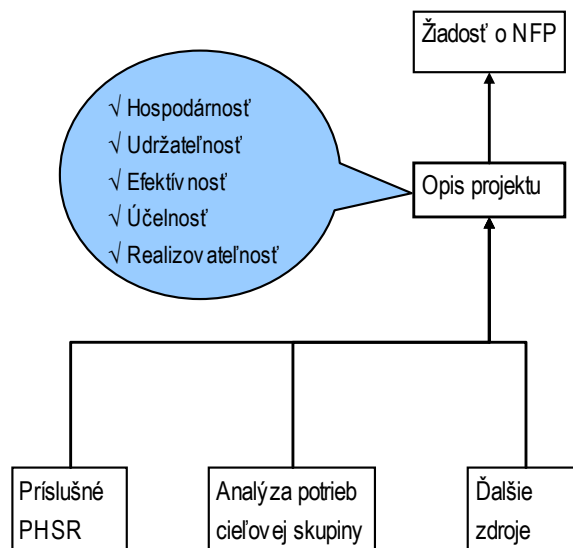 Žiadosť o NFP
√ Hospodárnosť
√ Udržateľnosť
√ Efektívnosť
√ Účelnosť
√ Realizovateľnosť
Opis projektu
Príslušné
PHSR
Analýza potrieb
cieľovej skupiny
Ďalšie
zdroje